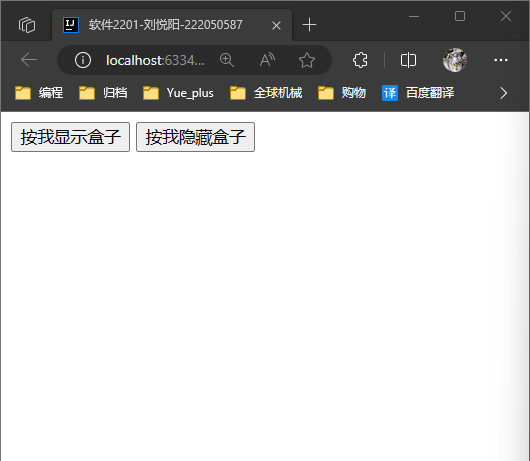 软件2201-刘悦阳-222050587
localhost:6334...
编程 归档 Yue_plus 全球机械 购物 译 百度翻译
按我显示盒子 按我隐藏盒子